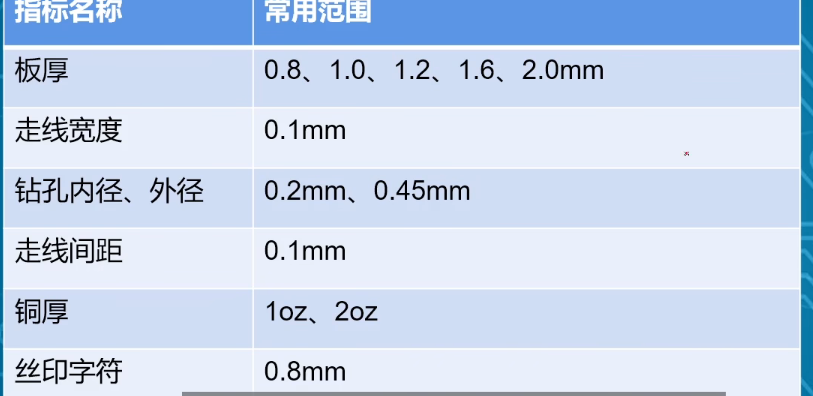 指标名称 常用范围
板厚 0.8、1.0、1.2、1.6、2.0mm
走线宽度 0.1mm
钻孔内径、外径 0.2mm、0.45mm
走线间距 0.1mm
铜厚 1oz、2oz
丝印字符 0.8mm